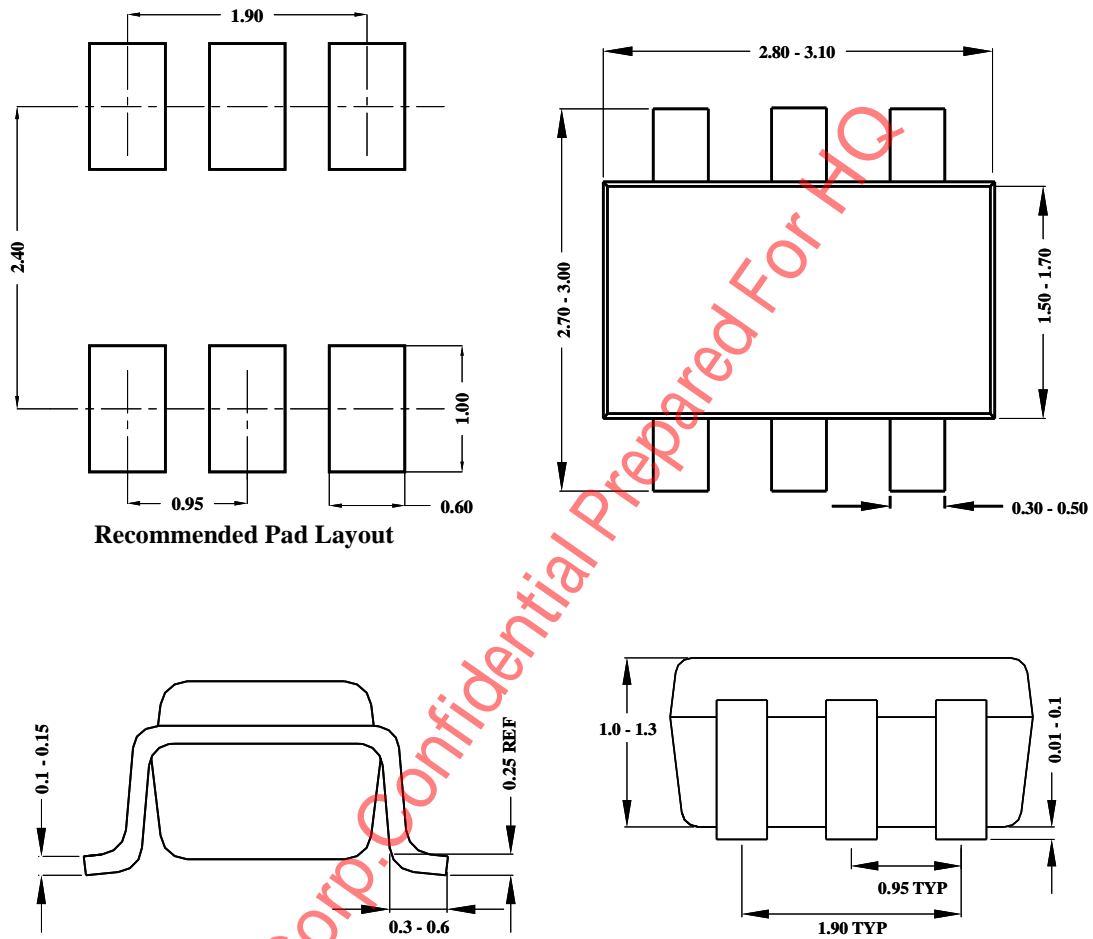 1.90
2.40
1.00
0.95
0.60
Recommended Pad Layout
2.80 - 3.10
2.70 - 3.00
1.50 - 1.70
0.30 - 0.50
0.1 - 0.15
0.25 REF
0.3 - 0.6
1.0 - 1.3
0.01 - 0.1
0.95 TYP
1.90 TYP
Corp.Confidential Prepared For HQ